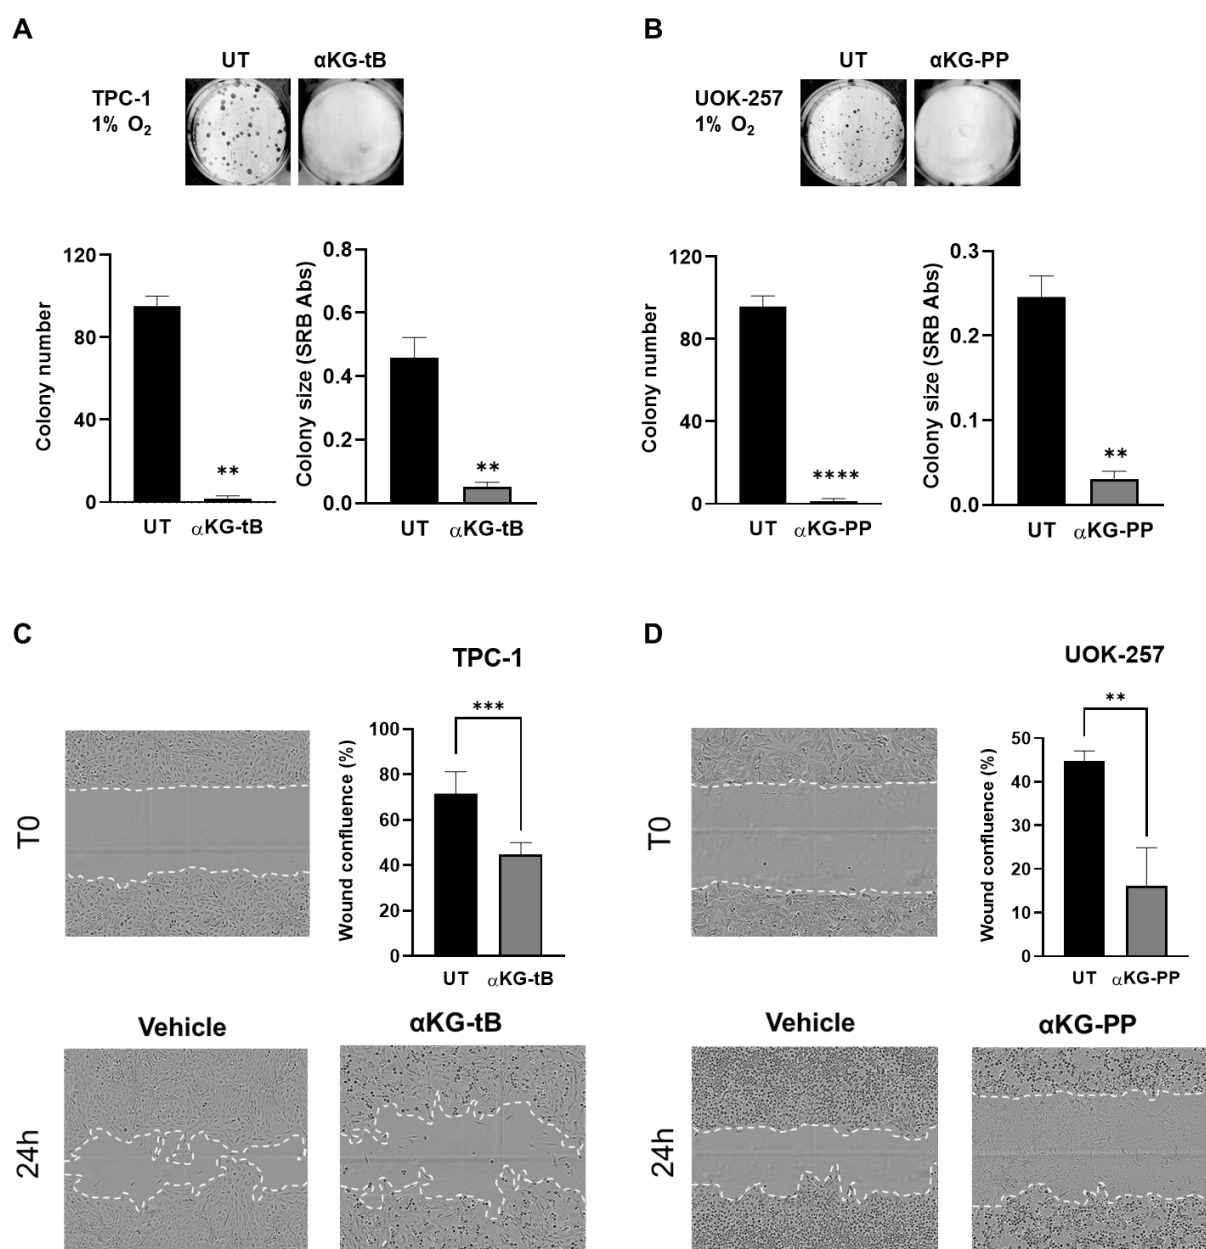 A
UT αKG-tB
TPC-1
1% O₂
Colony number
120
80
40
0
**
UT αKG-tB
Colony size (SRB Abs)
0.8
0.6
0.4
0.2
0.0
**
UT αKG-tB
B
UT αKG-PP
UOK-257
1% O₂
Colony number
120
80
40
0
****
UT αKG-PP
Colony size (SRB Abs)
0.3
0.2
0.1
0.0
**
UT αKG-PP
C
TPC-1
T0
Wound confluence (%)
100
80
60
40
20
0
***
UT αKG-tB
Vehicle αKG-tB
24h
D
UOK-257
T0
Wound confluence (%)
50
40
30
20
10
0
**
UT αKG-PP
Vehicle αKG-PP
24h